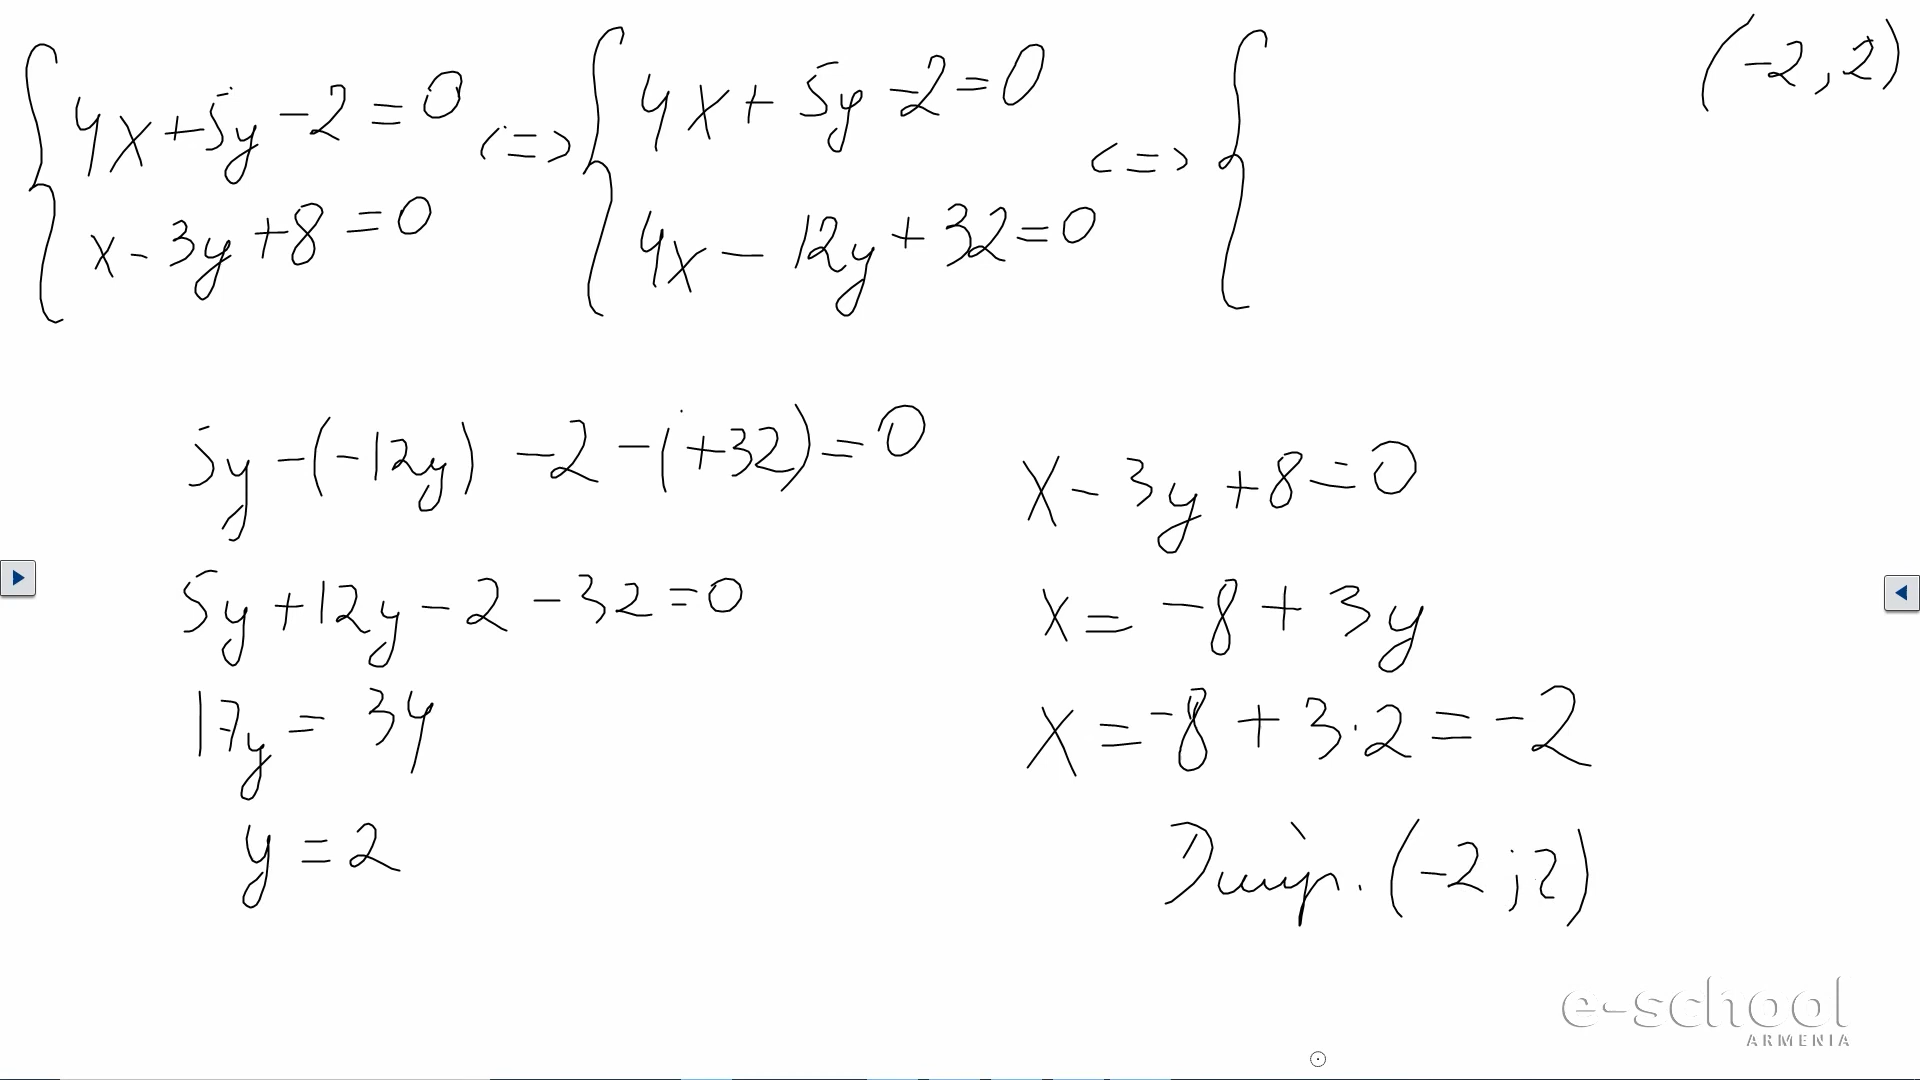 {4x+5y-2=0 <=> {4x+5y-2=0 <=> { (-2,2)
x-3y+8=0 4x-12y+32=0
5y-(-12y)-2-(+32)=0
5y+12y-2-32=0
17y=34
y=2
x-3y+8=0
x=-8+3y
x=-8+3·2=-2
Պատ. (-2;2)
e-school
ARMENIA